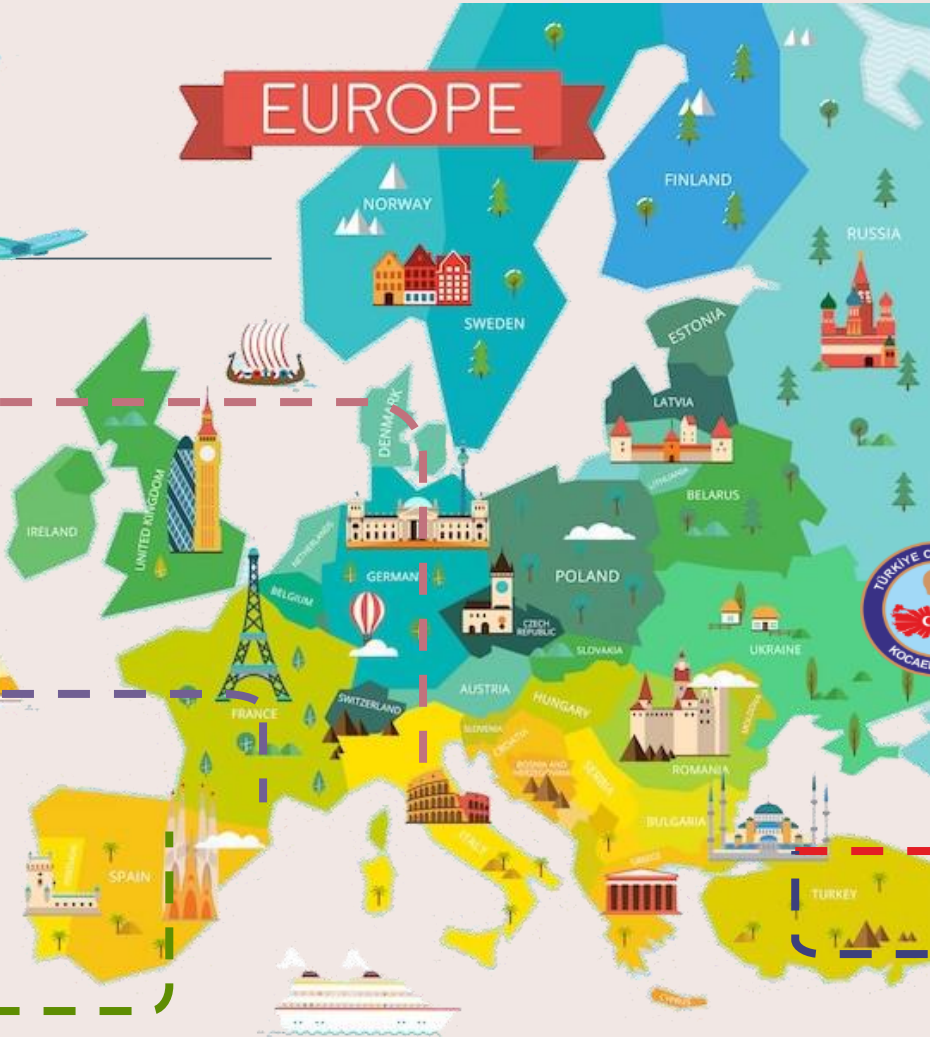 EUROPE
NORWAY
FINLAND
RUSSIA
SWEDEN
ESTONIA
LATVIA
DENMARK
LITHUANIA
BELARUS
UNITED KINGDOM
IRELAND
NETHERLANDS
GERMAN
POLAND
BELGIUM
CZECH
REPUBLIC
TÜRKİYE C
KOCAEL
SLOVAKIA
UKRAINE
AUSTRIA
SWITZERLAND
HUNGARY
MOLDOVA
FRANCE
SLOVENIA
CROATIA
BOSNIA AND
HERZEGOVINA
ROMANIA
SERBIA
BULGARIA
ITALY
GREECE
SPAIN
TURKEY
CYPRUS